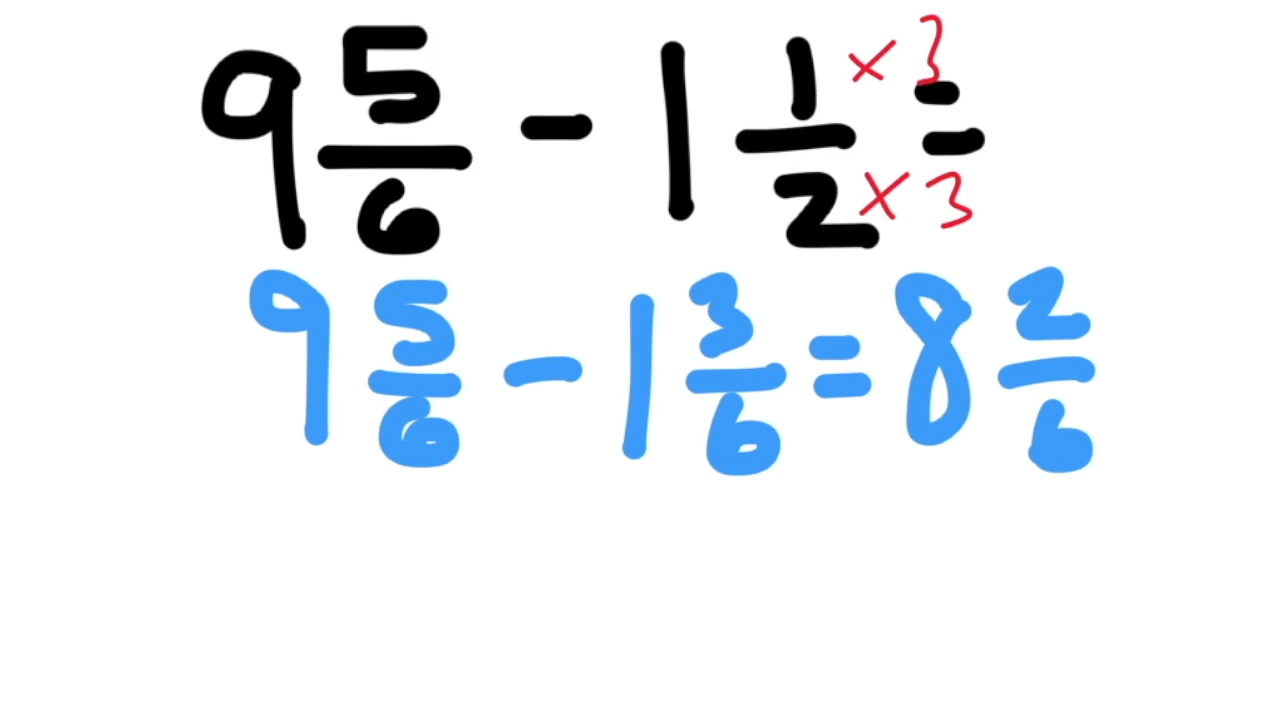 9 5/6 - 1 1/2 × 3 / × 3 =
9 5/6 - 1 3/6 = 8 2/6